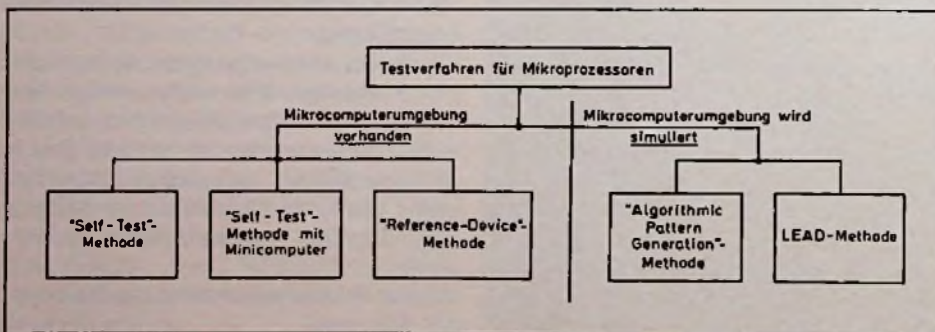 Testverfahren für Mikroprozessoren
Mikrocomputerumgebung
vorhanden
Mikrocomputerumgebung wird
simuliert
"Self-Test"-
Methode
"Self-Test"-
Methode mit
Minicomputer
"Reference-Device"-
Methode
"Algorithmic
Pattern
Generation"-
Methode
LEAD-Methode